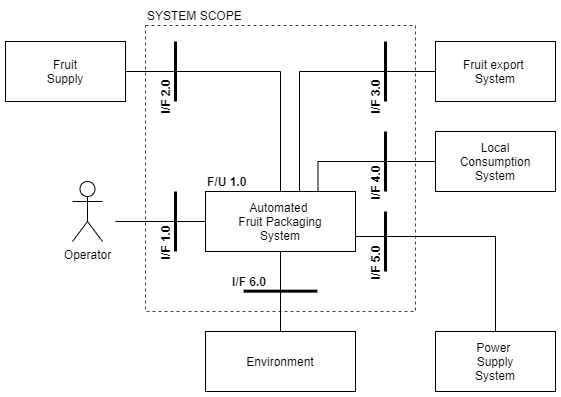 SYSTEM SCOPE
Fruit
Supply
I/F 2.0
I/F 3.0
Fruit export
System
Local
Consumption
System
I/F 4.0
F/U 1.0
Automated
Fruit Packaging
System
Operator
I/F 1.0
I/F 5.0
I/F 6.0
Environment
Power
Supply
System